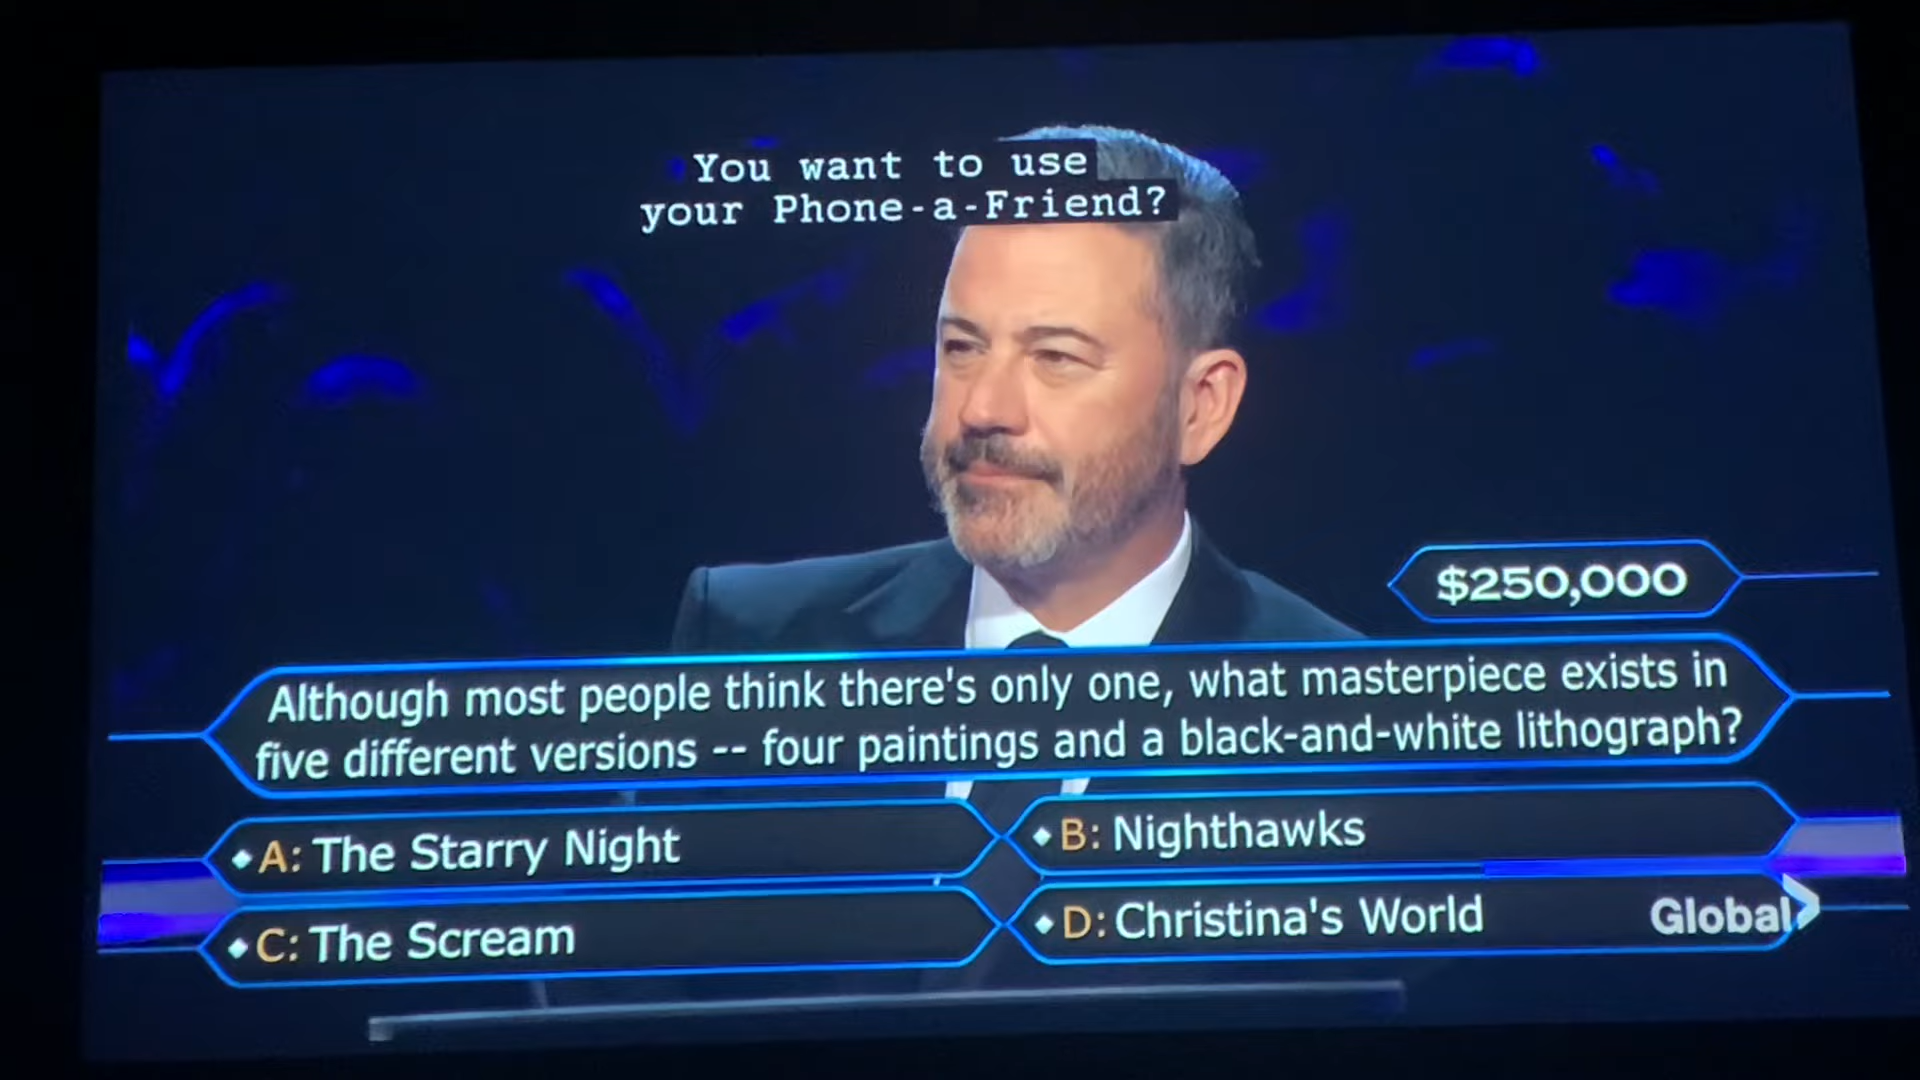 You want to use
your Phone-a-Friend?
$250,000
Although most people think there's only one, what masterpiece exists in
five different versions -- four paintings and a black-and-white lithograph?
A: The Starry Night
B: Nighthawks
C: The Scream
D: Christina's World
Global